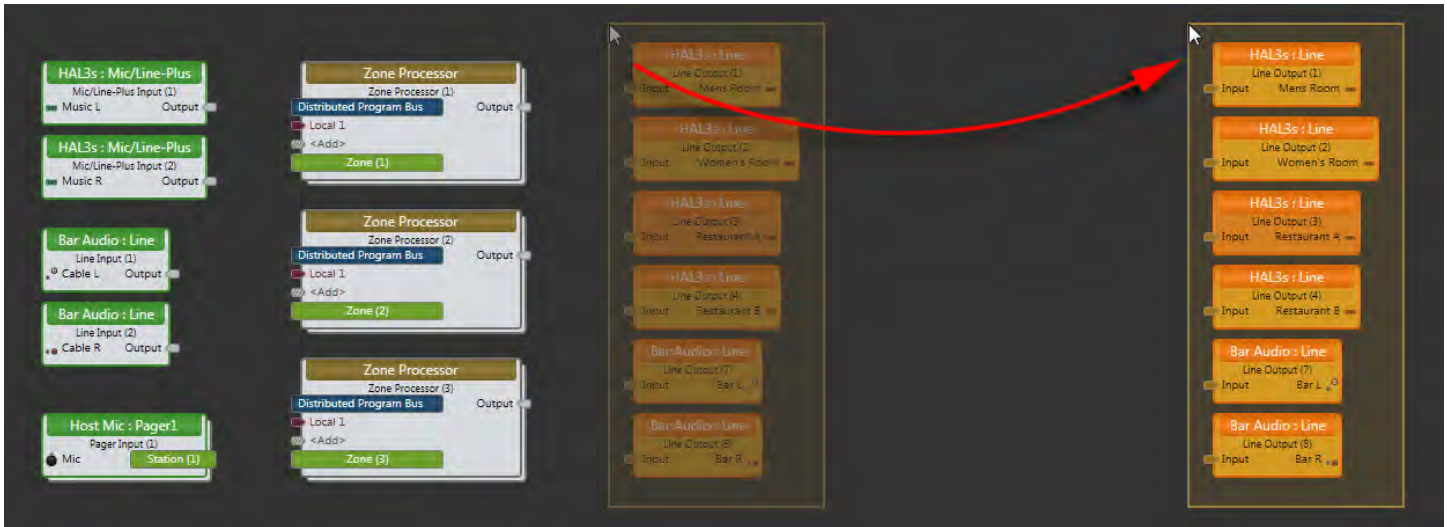 HAL3s : Mic/Line-Plus
Mic/Line-Plus Input (1)
Music L Output
HAL3s : Mic/Line-Plus
Mic/Line-Plus Input (2)
Music R Output
Bar Audio : Line
Line Input (1)
Cable L Output
Bar Audio : Line
Line Input (2)
Cable R Output
Host Mic : Pager1
Pager Input (1)
Mic Station (1)
Zone Processor
Zone Processor (1)
Distributed Program Bus Output
Local 1
<Add>
Zone (1)
Zone Processor
Zone Processor (2)
Distributed Program Bus Output
Local 1
<Add>
Zone (2)
Zone Processor
Zone Processor (3)
Distributed Program Bus Output
Local 1
<Add>
Zone (3)
HAL3s : Line
Line Output (1)
Input Mens Room
HAL3s : Line
Line Output (2)
Input Women's Room
HAL3s : Line
Line Output (3)
Input Restaurant A
HAL3s : Line
Line Output (4)
Input Restaurant B
Bar Audio : Line
Line Output (7)
Input Bar L
Bar Audio : Line
Line Output (8)
Input Bar R
HAL3s : Line
Line Output (1)
Input Mens Room
HAL3s : Line
Line Output (2)
Input Women's Room
HAL3s : Line
Line Output (3)
Input Restaurant A
HAL3s : Line
Line Output (4)
Input Restaurant B
Bar Audio : Line
Line Output (7)
Input Bar L
Bar Audio : Line
Line Output (8)
Input Bar R